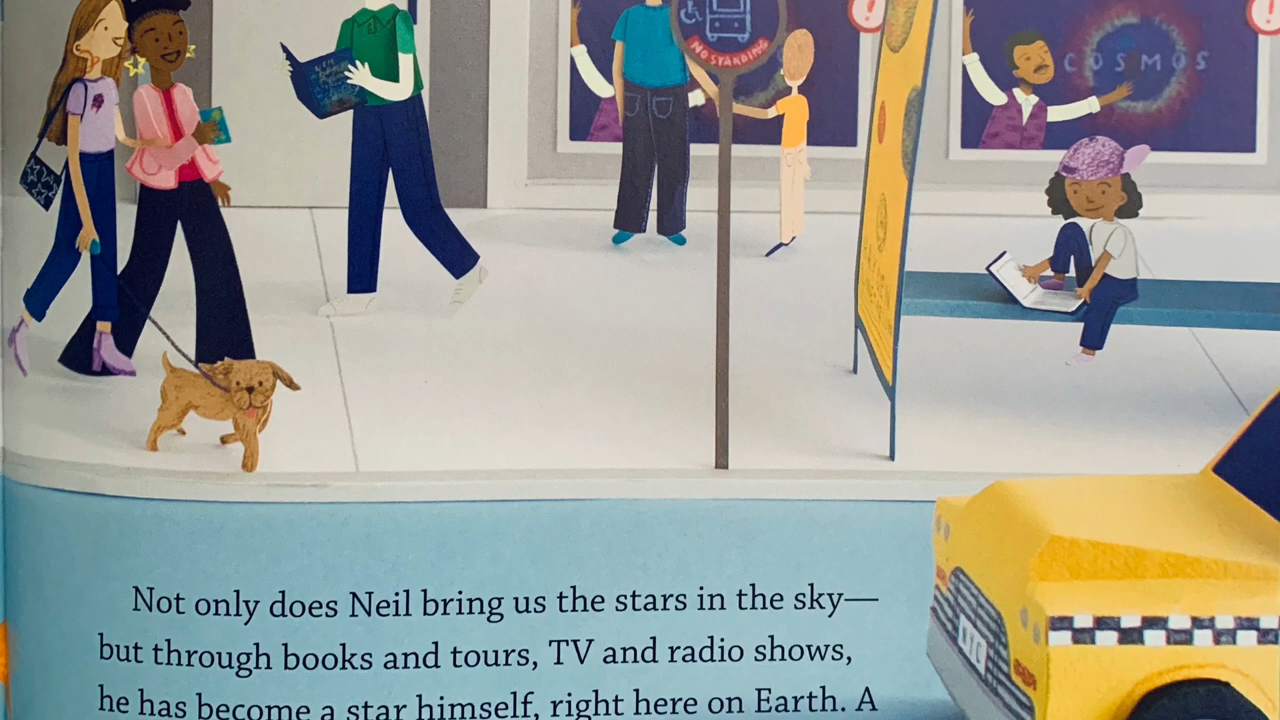 NO STANDING
COSMOS
NYC
Not only does Neil bring us the stars in the sky—
but through books and tours, TV and radio shows,
he has become a star himself, right here on Earth. A